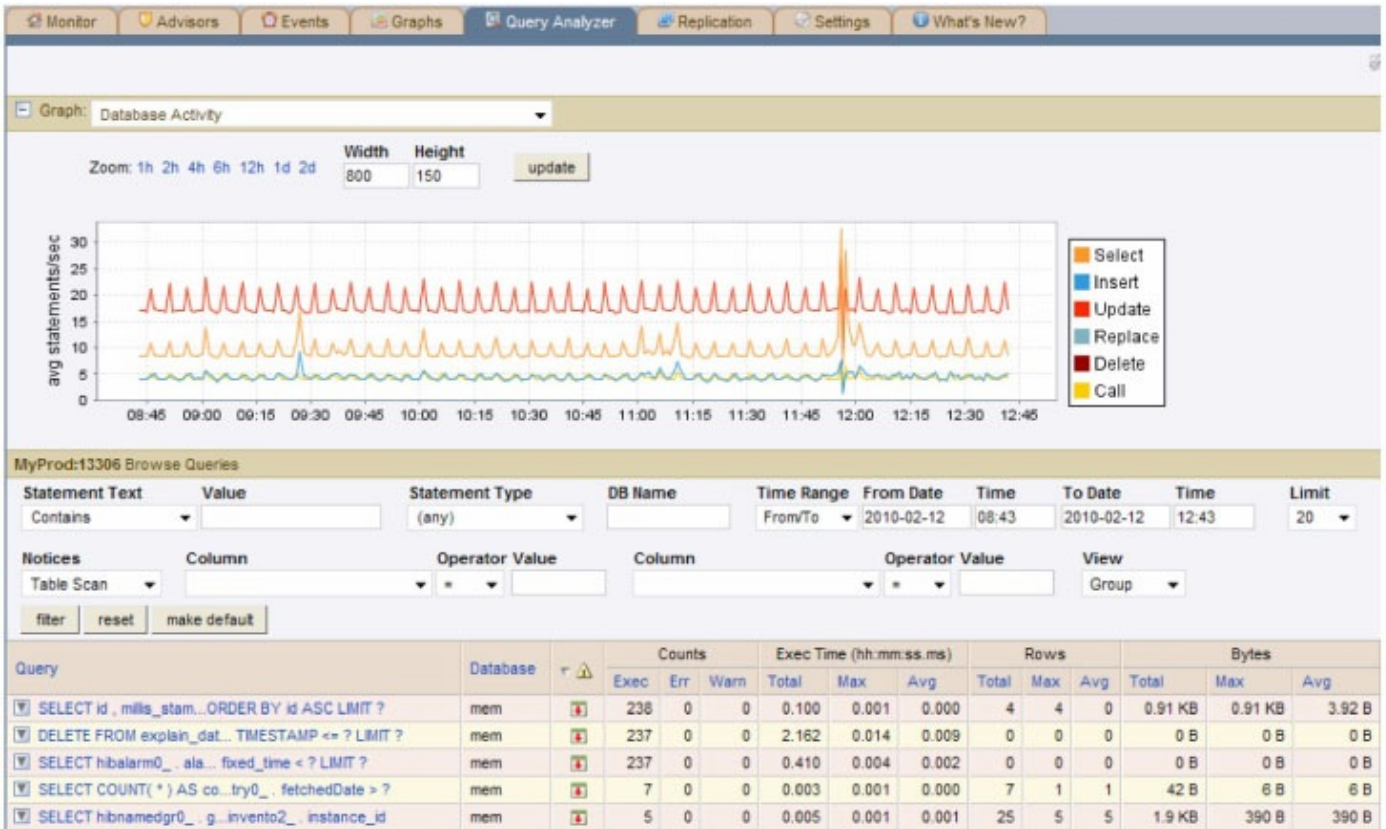 Monitor Advisors Events Graphs Query Analyzer Replication Settings What's New?
Graph: Database Activity
Width Height
Zoom: 1h 2h 4h 6h 12h 1d 2d 800 150 update
avg statements/sec
30
25
20
15
10
5
0
08:45 09:00 09:15 09:30 09:45 10:00 10:15 10:30 10:45 11:00 11:15 11:30 11:45 12:00 12:15 12:30 12:45
Select
Insert
Update
Replace
Delete
Call
MyProd:13306 Browse Queries
Statement Text Value Statement Type DB Name Time Range From Date Time To Date Time Limit
Contains (any) From/To 2010-02-12 08:43 2010-02-12 12:43 20
Notices Column Operator Value Column Operator Value View
Table Scan = = Group
filter reset make default
Query Database Counts Exec Time (hh:mm:ss.ms) Rows Bytes
Exec Err Warn Total Max Avg Total Max Avg Total Max Avg
SELECT id , millis_stam...ORDER BY id ASC LIMIT ? mem 238 0 0 0.100 0.001 0.000 4 4 0 0.91 KB 0.91 KB 3.92 B
DELETE FROM explain_dat... TIMESTAMP <= ? LIMIT ? mem 237 0 0 2.162 0.014 0.009 0 0 0 0 B 0 B 0 B
SELECT hibalarm0_ . ala... fixed_time < ? LIMIT ? mem 237 0 0 0.410 0.004 0.002 0 0 0 0 B 0 B 0 B
SELECT COUNT( * ) AS co...try0_ . fetchedDate > ? mem 7 0 0 0.003 0.001 0.000 7 1 1 42 B 6 B 6 B
SELECT hibnamedgr0_ . g...invento2_ . instance_id mem 5 0 0 0.005 0.001 0.001 25 5 5 1.9 KB 390 B 390 B